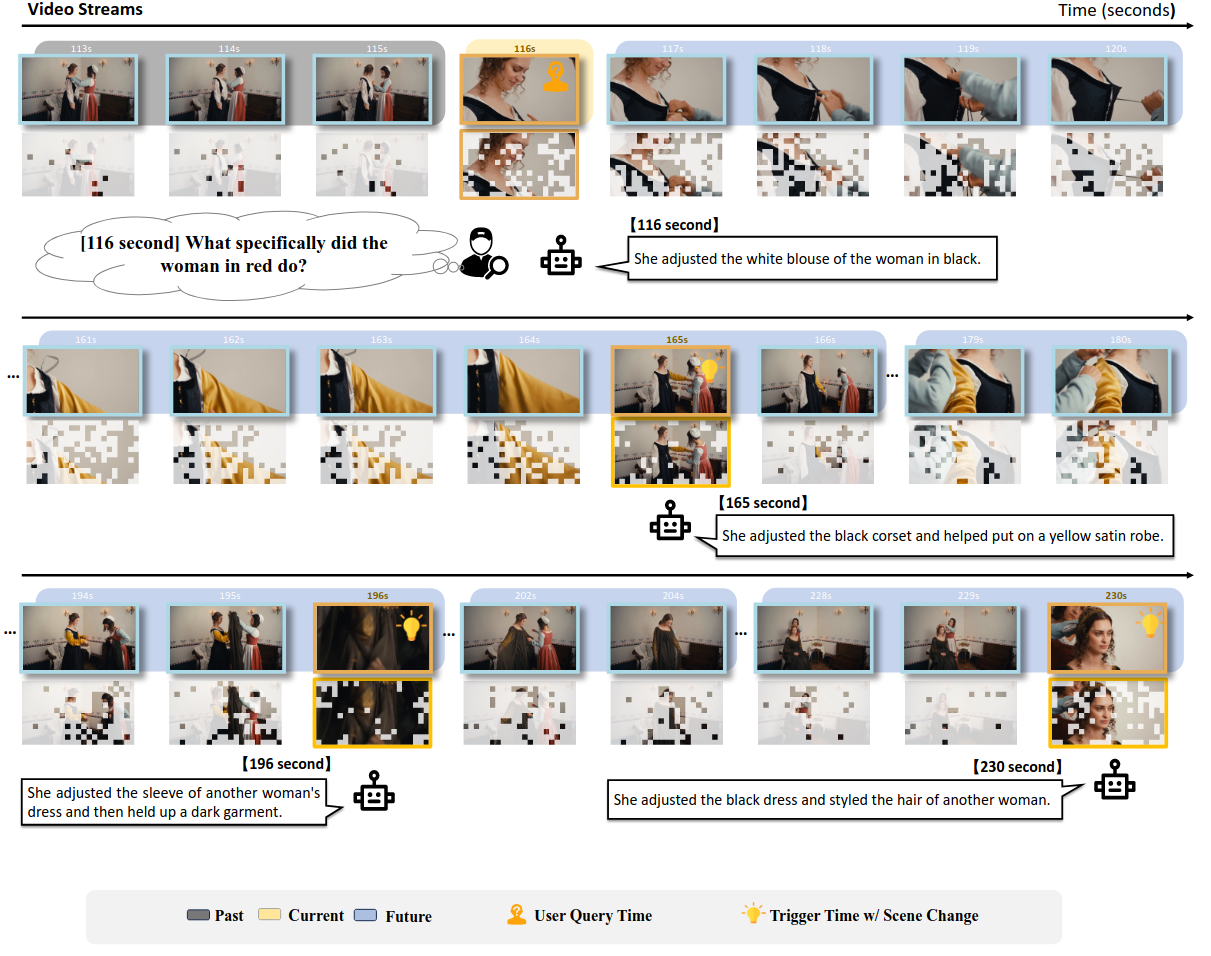 Video Streams
Time (seconds)
113s
114s
115s
116s
117s
118s
119s
120s
[116 second] What specifically did the
woman in red do?
【116 second】
She adjusted the white blouse of the woman in black.
161s
162s
163s
164s
165s
166s
179s
180s
...
...
【165 second】
She adjusted the black corset and helped put on a yellow satin robe.
194s
195s
196s
202s
204s
228s
229s
230s
...
...
...
【196 second】
She adjusted the sleeve of another woman's
dress and then held up a dark garment.
【230 second】
She adjusted the black dress and styled the hair of another woman.
Past
Current
Future
User Query Time
Trigger Time w/ Scene Change